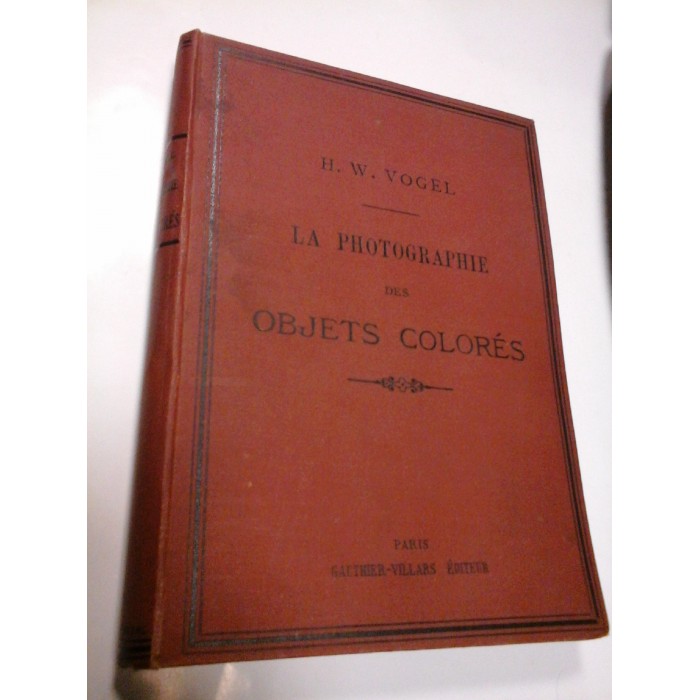 H. W. VOGEL
LA PHOTOGRAPHIE
DES
OBJETS COLORÉS
PARIS
GAUTHIER-VILLARS ÉDITEUR